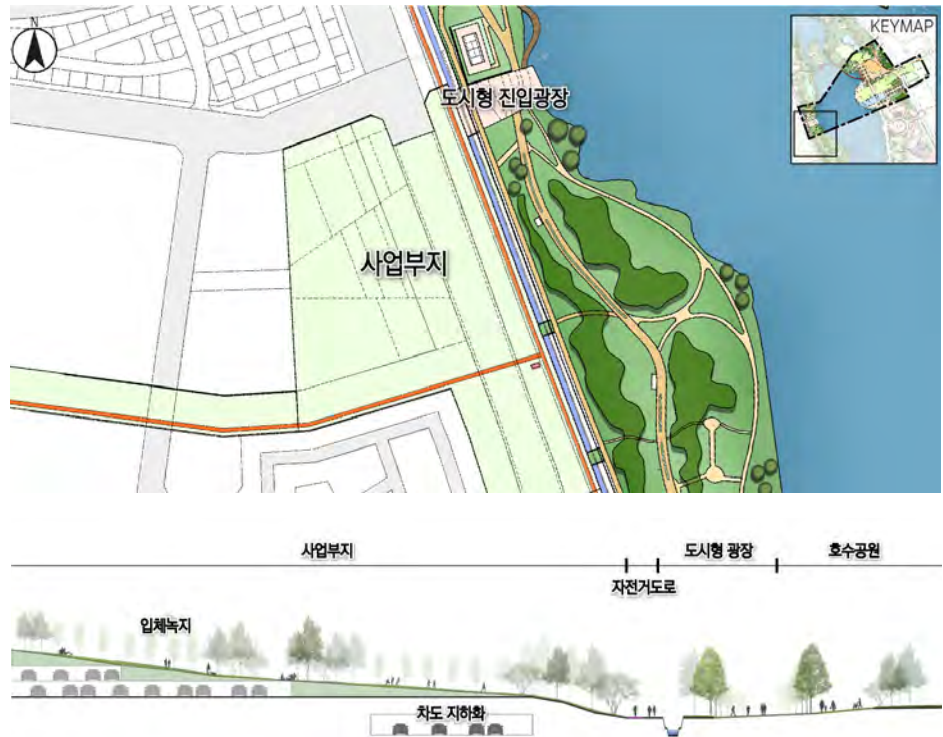 N
KEYMAP
도시형 진입광장
사업부지
사업부지
도시형 광장
호수공원
자전거도로
입체녹지
차도 지하화